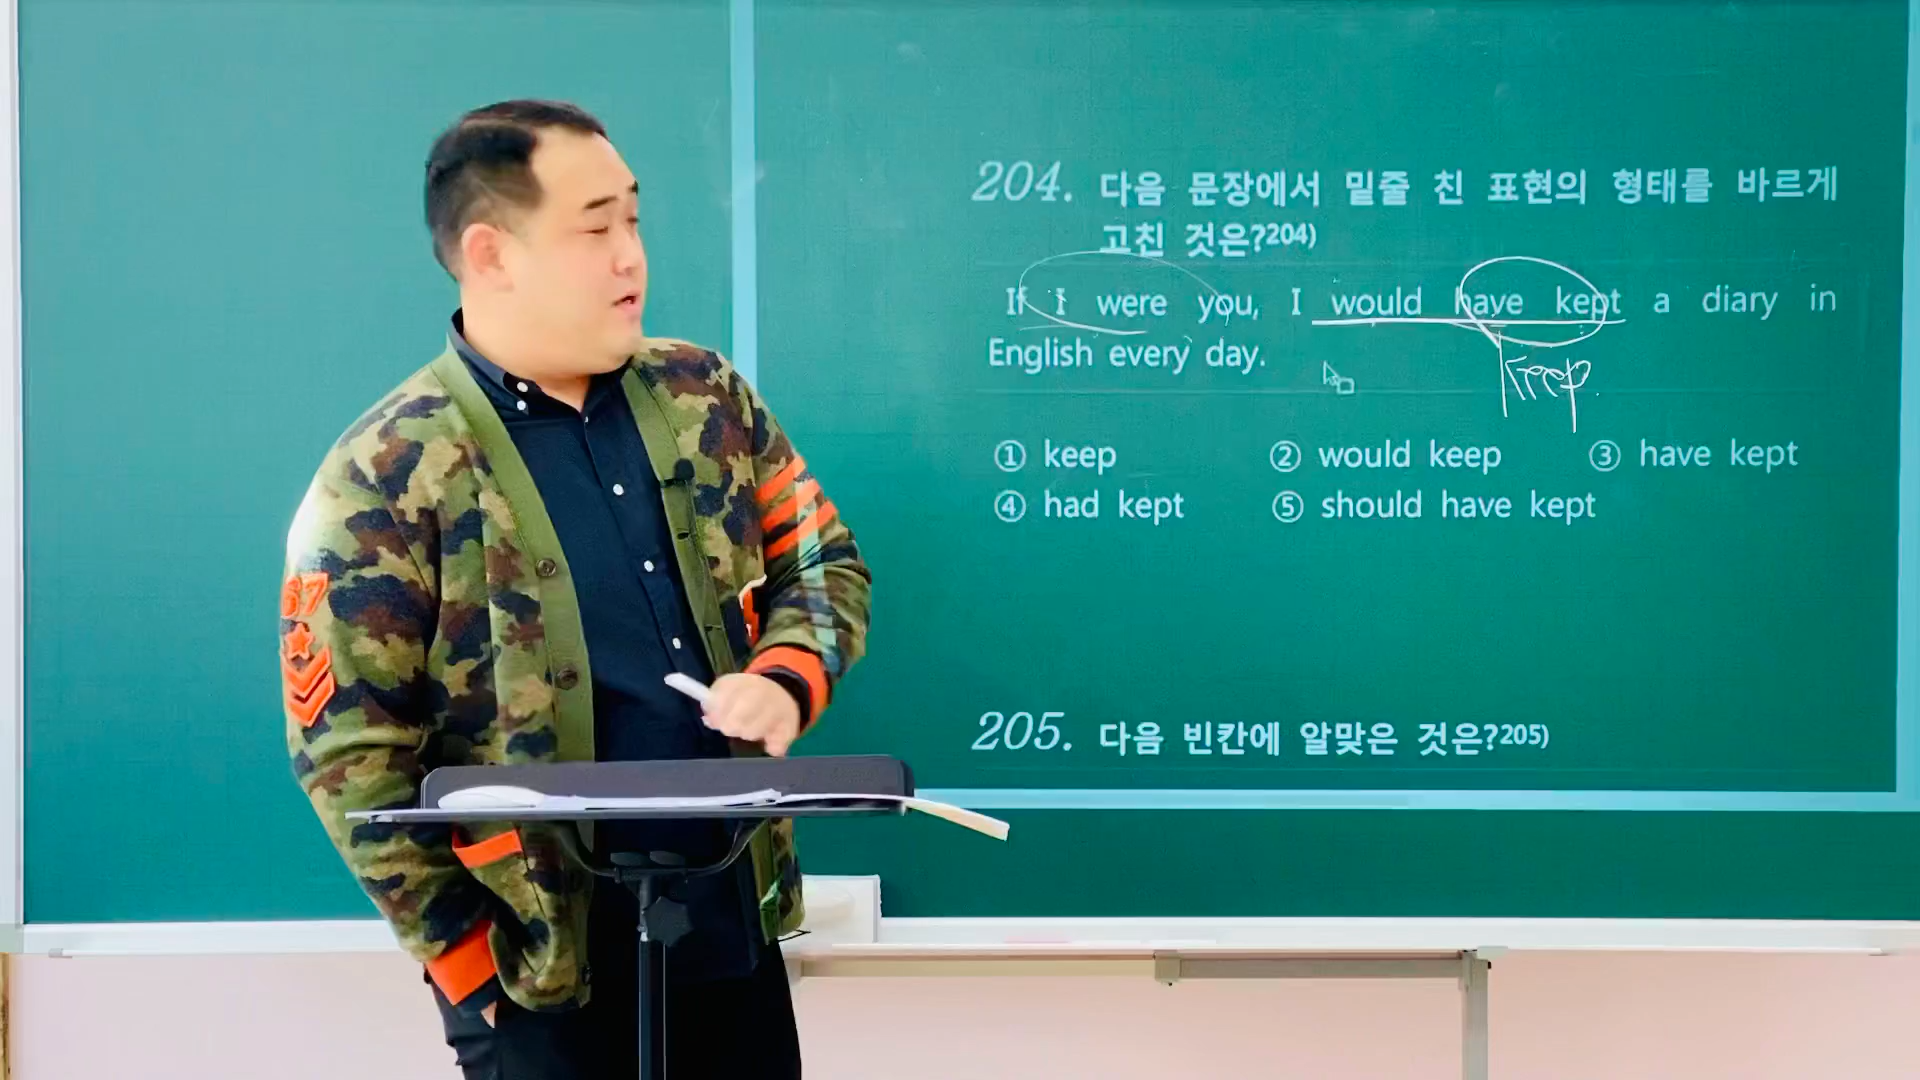 204. 다음 문장에서 밑줄 친 표현의 형태를 바르게
고친 것은?204)
If I were you, I would have kept a diary in
English every day.
keep.
① keep ② would keep ③ have kept
④ had kept ⑤ should have kept
205. 다음 빈칸에 알맞은 것은?205)
67